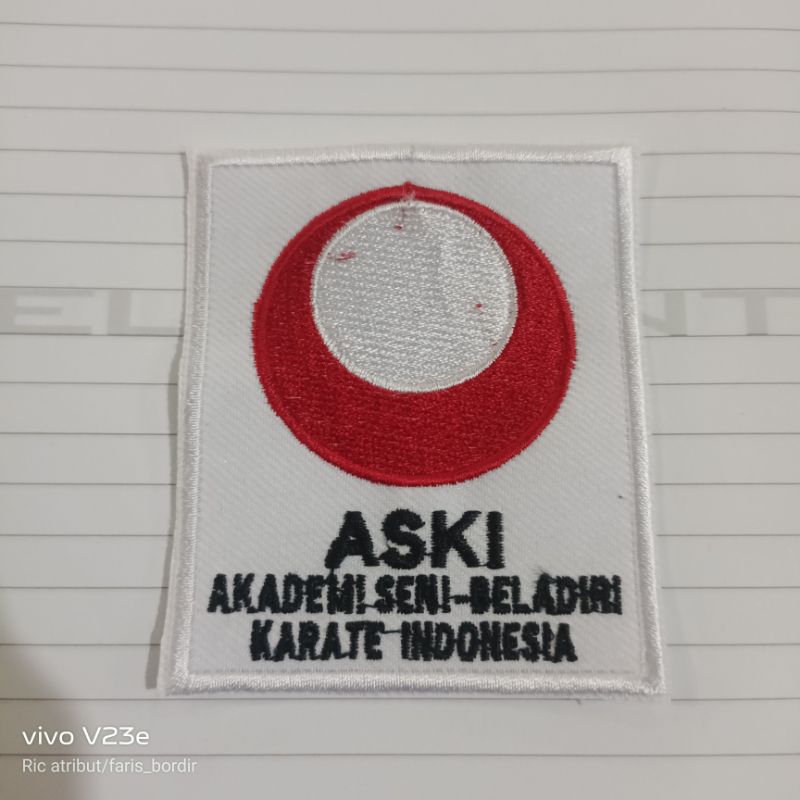 ASKI
AKADEMI SENI-BELADIRI
KARATE INDONESIA
vivo V23e
Ric atribut/faris_bordir